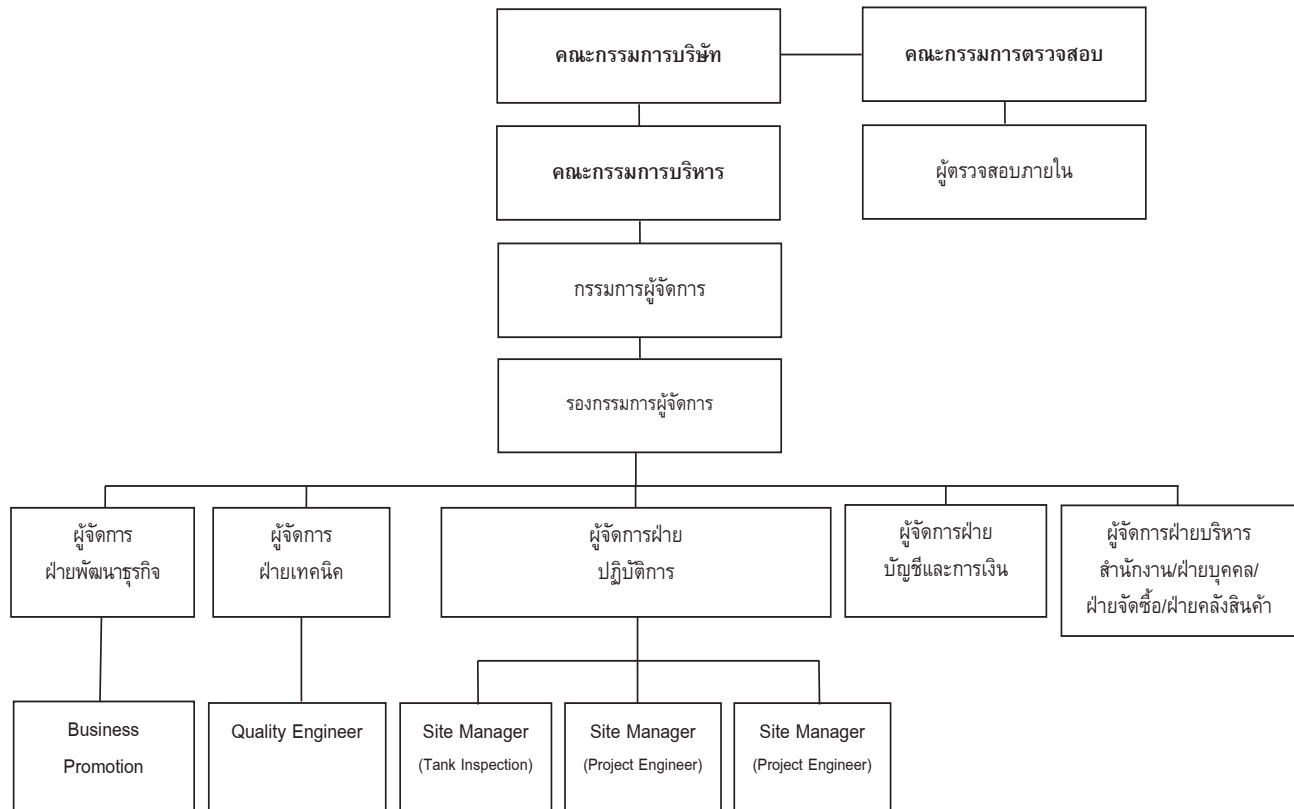 คณะกรรมการบริษัท
คณะกรรมการตรวจสอบ
คณะกรรมการบริหาร
ผู้ตรวจสอบภายใน
กรรมการผู้จัดการ
รองกรรมการผู้จัดการ
ผู้จัดการ
ฝ่ายพัฒนาธุรกิจ
ผู้จัดการ
ฝ่ายเทคนิค
ผู้จัดการฝ่าย
ปฏิบัติการ
ผู้จัดการฝ่าย
บัญชีและการเงิน
ผู้จัดการฝ่ายบริหาร
สำนักงาน/ฝ่ายบุคคล/
ฝ่ายจัดซื้อ/ฝ่ายคลังสินค้า
Business
Promotion
Quality Engineer
Site Manager
(Tank Inspection)
Site Manager
(Project Engineer)
Site Manager
(Project Engineer)